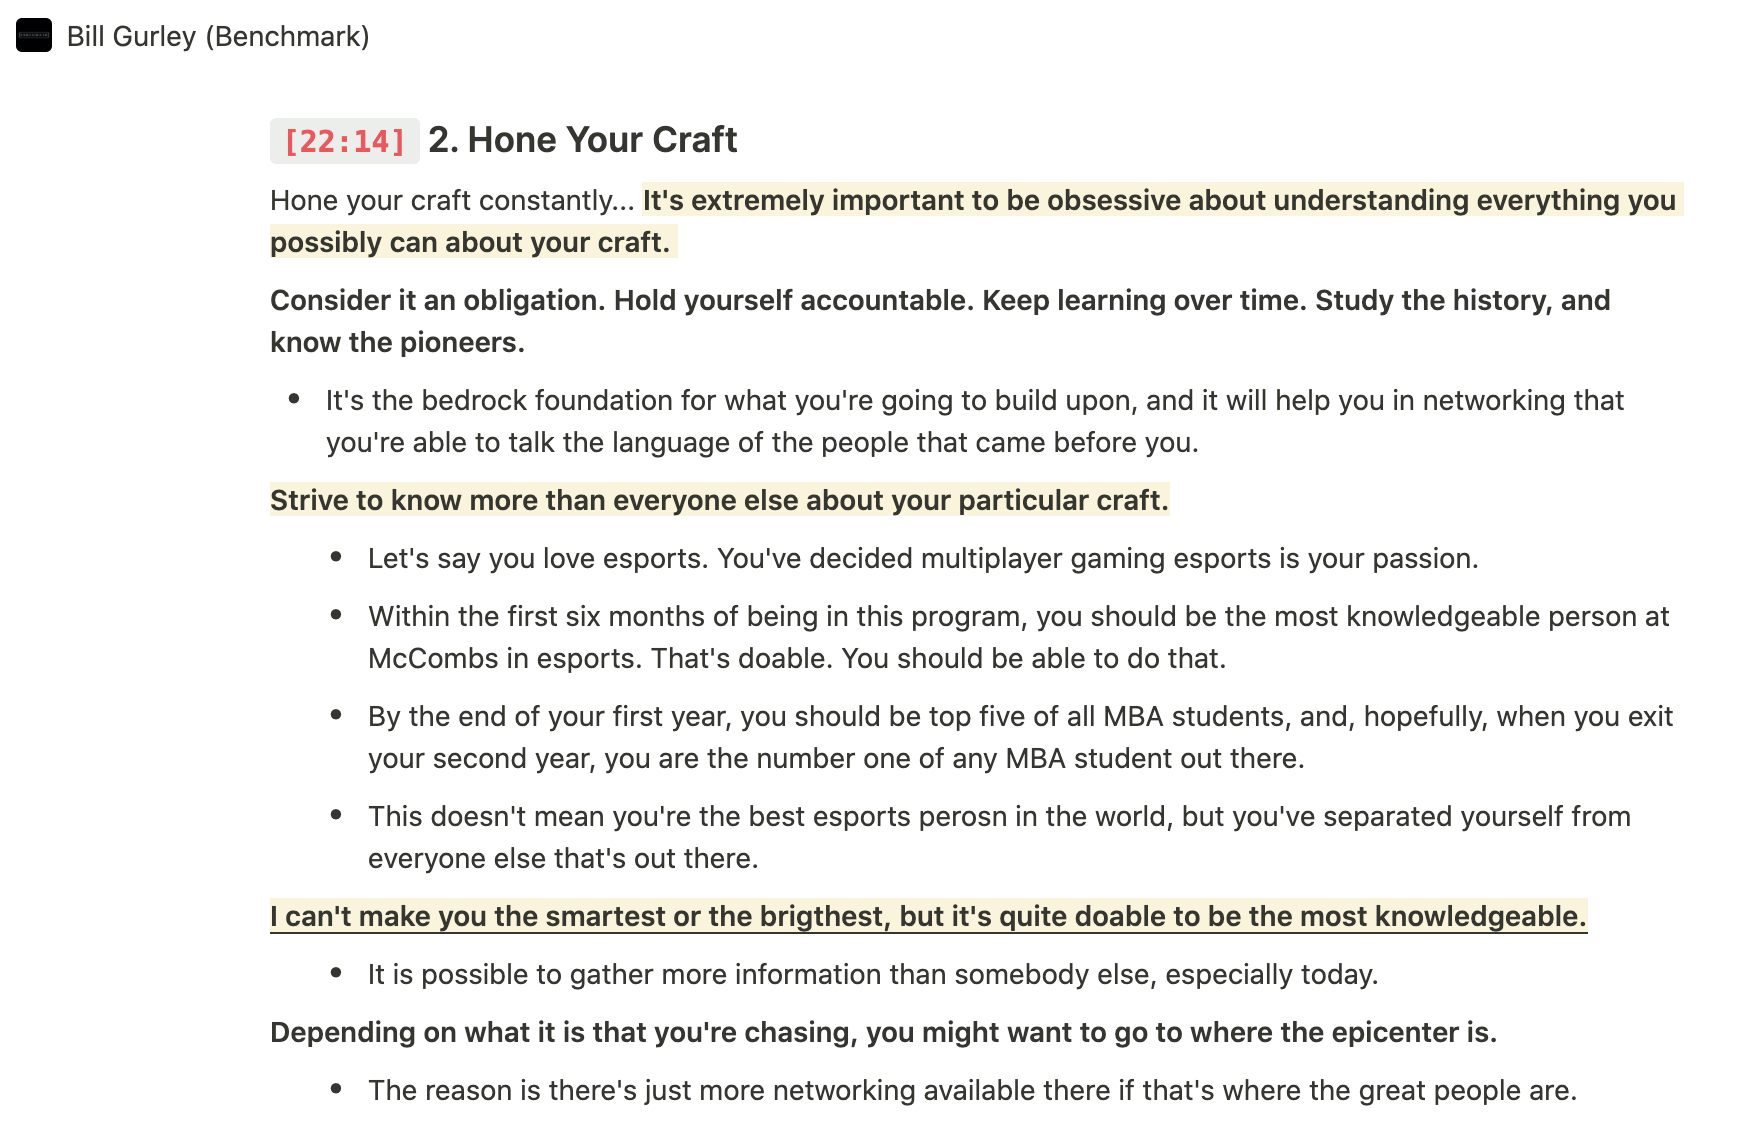 Bill Gurley (Benchmark)
[22:14] 2. Hone Your Craft
Hone your craft constantly... It's extremely important to be obsessive about understanding everything you
possibly can about your craft.
Consider it an obligation. Hold yourself accountable. Keep learning over time. Study the history, and
know the pioneers.
• It's the bedrock foundation for what you're going to build upon, and it will help you in networking that
you're able to talk the language of the people that came before you.
Strive to know more than everyone else about your particular craft.
• Let's say you love esports. You've decided multiplayer gaming esports is your passion.
• Within the first six months of being in this program, you should be the most knowledgeable person at
McCombs in esports. That's doable. You should be able to do that.
• By the end of your first year, you should be top five of all MBA students, and, hopefully, when you exit
your second year, you are the number one of any MBA student out there.
• This doesn't mean you're the best esports perosn in the world, but you've separated yourself from
everyone else that's out there.
I can't make you the smartest or the brigthest, but it's quite doable to be the most knowledgeable.
• It is possible to gather more information than somebody else, especially today.
Depending on what it is that you're chasing, you might want to go to where the epicenter is.
• The reason is there's just more networking available there if that's where the great people are.